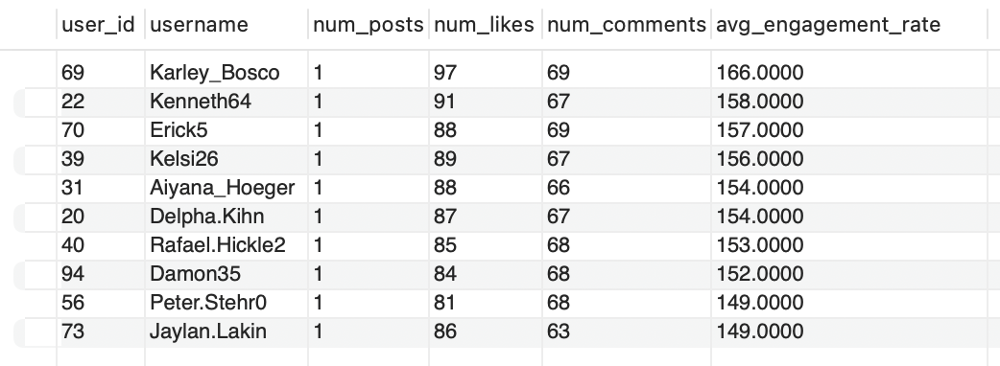 user_id username num_posts num_likes num_comments avg_engagement_rate
69 Karley_Bosco 1 97 69 166.0000
22 Kenneth64 1 91 67 158.0000
70 Erick5 1 88 69 157.0000
39 Kelsi26 1 89 67 156.0000
31 Aiyana_Hoeger 1 88 66 154.0000
20 Delpha.Kihn 1 87 67 154.0000
40 Rafael.Hickle2 1 85 68 153.0000
94 Damon35 1 84 68 152.0000
56 Peter.Stehr0 1 81 68 149.0000
73 Jaylan.Lakin 1 86 63 149.0000